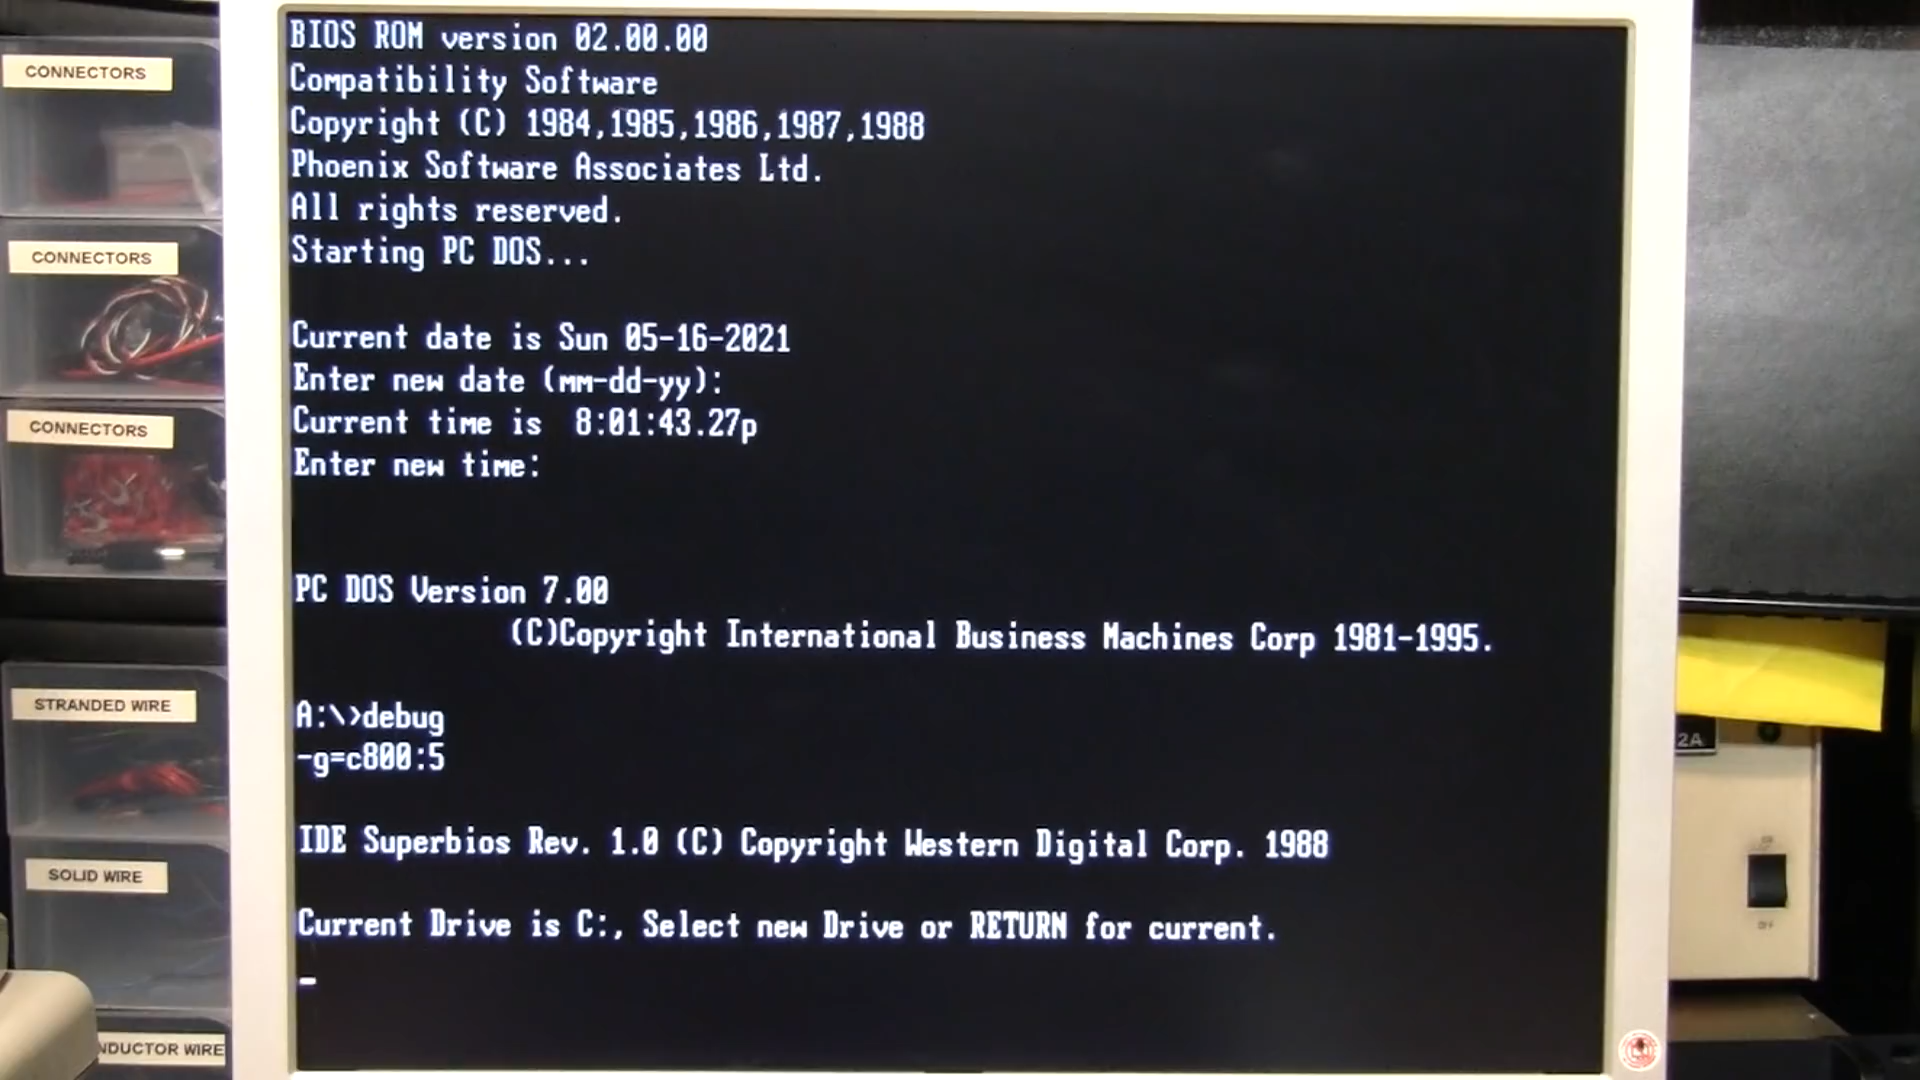 BIOS ROM version 02.00.00
Compatibility Software
Copyright (C) 1984,1985,1986,1987,1988
Phoenix Software Associates Ltd.
All rights reserved.
Starting PC DOS...
Current date is Sun 05-16-2021
Enter new date (mm-dd-yy):
Current time is  8:01:43.27p
Enter new time:
PC DOS Version 7.00
(C)Copyright International Business Machines Corp 1981-1995.
A:\>debug
-g=c800:5
IDE Superbios Rev. 1.0 (C) Copyright Western Digital Corp. 1988
Current Drive is C:, Select new Drive or RETURN for current.
CONNECTORS
CONNECTORS
CONNECTORS
STRANDED WIRE
SOLID WIRE
NDUCTOR WIRE
2A
OFF